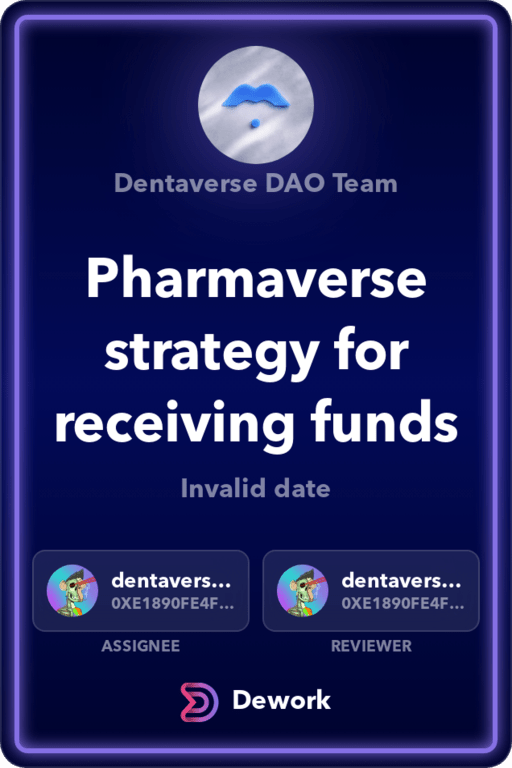 Dentaverse DAO Team
Pharmaverse
strategy for
receiving funds
Invalid date
dentavers...
0XE1890FE4F...
ASSIGNEE
dentavers...
0XE1890FE4F...
REVIEWER
Dework